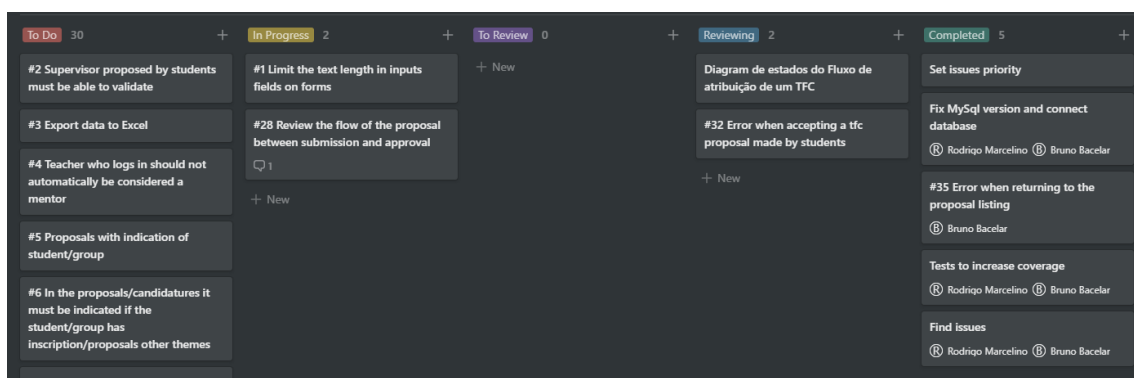 To Do 30 +
#2 Supervisor proposed by students
must be able to validate
#3 Export data to Excel
#4 Teacher who logs in should not
automatically be considered a
mentor
#5 Proposals with indication of
student/group
#6 In the proposals/candidatures it
must be indicated if the
student/group has
inscription/proposals other themes
In Progress 2 +
#1 Limit the text length in inputs
fields on forms
#28 Review the flow of the proposal
between submission and approval
1
+ New
To Review 0 +
+ New
Reviewing 2 +
Diagram de estados do Fluxo de
atribuição de um TFC
#32 Error when accepting a tfc
proposal made by students
+ New
Completed 5 +
Set issues priority
Fix MySql version and connect
database
R Rodrigo Marcelino B Bruno Bacelar
#35 Error when returning to the
proposal listing
B Bruno Bacelar
Tests to increase coverage
R Rodrigo Marcelino B Bruno Bacelar
Find issues
R Rodrigo Marcelino B Bruno Bacelar